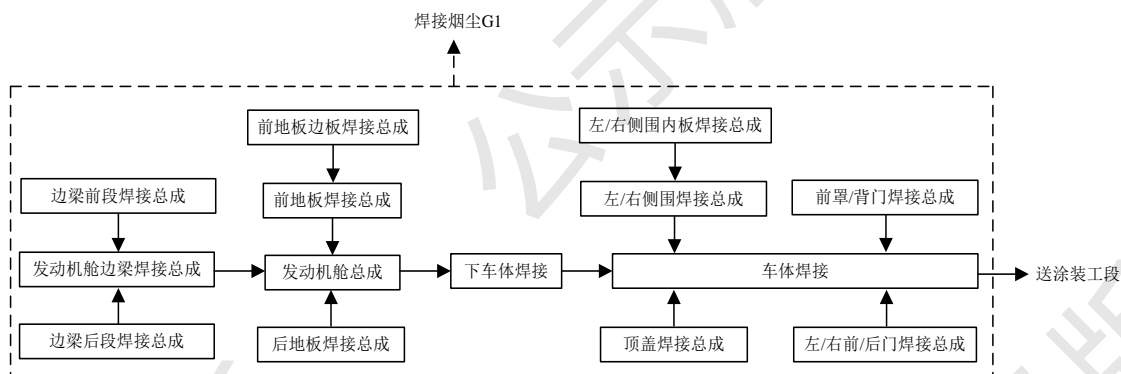 焊接烟尘G1
前地板边板焊接总成
左/右侧围内板焊接总成
边梁前段焊接总成
前地板焊接总成
左/右侧围焊接总成
前罩/背门焊接总成
发动机舱边梁焊接总成
发动机舱总成
下车体焊接
车体焊接
送涂装工段
边梁后段焊接总成
后地板焊接总成
顶盖焊接总成
左/右前/后门焊接总成
公示
版